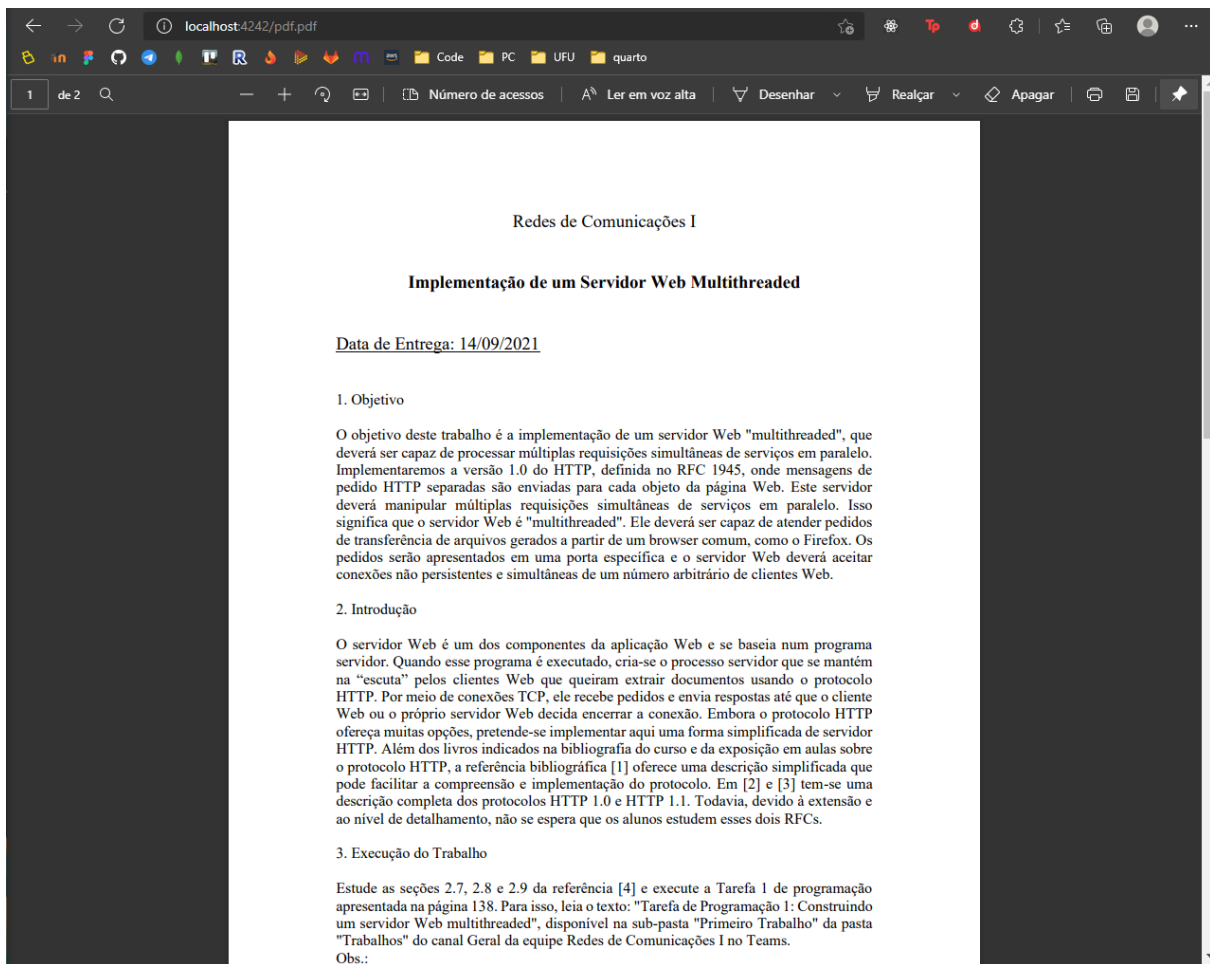 localhost:4242/pdf.pdf
Code PC UFU quarto
1 de 2 Número de acessos Ler em voz alta Desenhar Realçar Apagar
Redes de Comunicações I
Implementação de um Servidor Web Multithreaded
Data de Entrega: 14/09/2021
1. Objetivo
O objetivo deste trabalho é a implementação de um servidor Web "multithreaded", que
deverá ser capaz de processar múltiplas requisições simultâneas de serviços em paralelo.
Implementaremos a versão 1.0 do HTTP, definida no RFC 1945, onde mensagens de
pedido HTTP separadas são enviadas para cada objeto da página Web. Este servidor
deverá manipular múltiplas requisições simultâneas de serviços em paralelo. Isso
significa que o servidor Web é "multithreaded". Ele deverá ser capaz de atender pedidos
de transferência de arquivos gerados a partir de um browser comum, como o Firefox. Os
pedidos serão apresentados em uma porta específica e o servidor Web deverá aceitar
conexões não persistentes e simultâneas de um número arbitrário de clientes Web.
2. Introdução
O servidor Web é um dos componentes da aplicação Web e se baseia num programa
servidor. Quando esse programa é executado, cria-se o processo servidor que se mantém
na “escuta” pelos clientes Web que queiram extrair documentos usando o protocolo
HTTP. Por meio de conexões TCP, ele recebe pedidos e envia respostas até que o cliente
Web ou o próprio servidor Web decida encerrar a conexão. Embora o protocolo HTTP
ofereça muitas opções, pretende-se implementar aqui uma forma simplificada de servidor
HTTP. Além dos livros indicados na bibliografia do curso e da exposição em aulas sobre
o protocolo HTTP, a referência bibliográfica [1] oferece uma descrição simplificada que
pode facilitar a compreensão e implementação do protocolo. Em [2] e [3] tem-se uma
descrição completa dos protocolos HTTP 1.0 e HTTP 1.1. Todavia, devido à extensão e
ao nível de detalhamento, não se espera que os alunos estudem esses dois RFCs.
3. Execução do Trabalho
Estude as seções 2.7, 2.8 e 2.9 da referência [4] e execute a Tarefa 1 de programação
apresentada na página 138. Para isso, leia o texto: "Tarefa de Programação 1: Construindo
um servidor Web multithreaded", disponível na sub-pasta "Primeiro Trabalho" da pasta
"Trabalhos" do canal Geral da equipe Redes de Comunicações I no Teams.
Obs.: